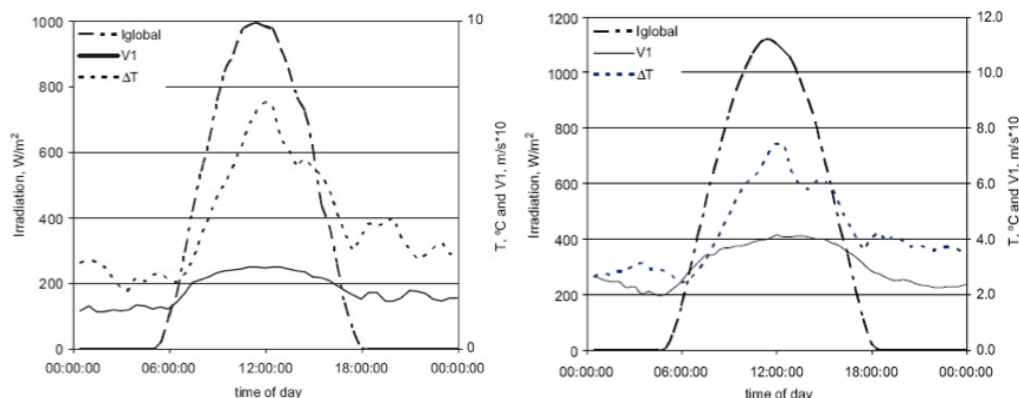 1000
800
600
400
200
0
Irradiation, W/m²
10
0
T, ºC and V1, m/s*10
Iglobal
V1
ΔT
00:00:00 06:00:00 12:00:00 18:00:00 00:00:00
time of day
1200
1000
800
600
400
200
0
Irradiation, W/m²
12.0
10.0
8.0
6.0
4.0
2.0
0.0
T, ºC and V1, m/s*10
Iglobal
V1
ΔT
00:00:00 06:00:00 12:00:00 18:00:00 00:00:00
time of day